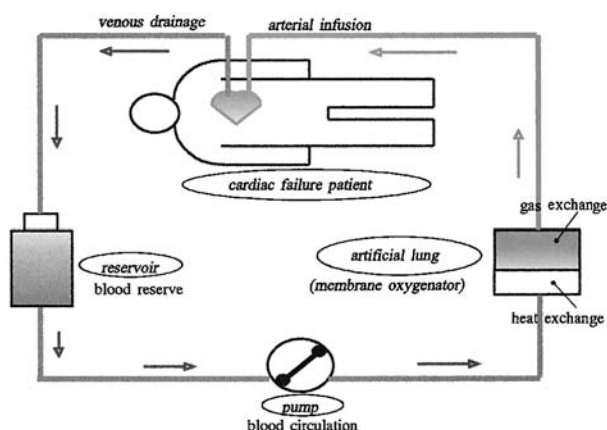 venous drainage
arterial infusion
cardiac failure patient
reservoir
blood reserve
artificial lung
(membrane oxygenator)
gas exchange
heat exchange
pump
blood circulation